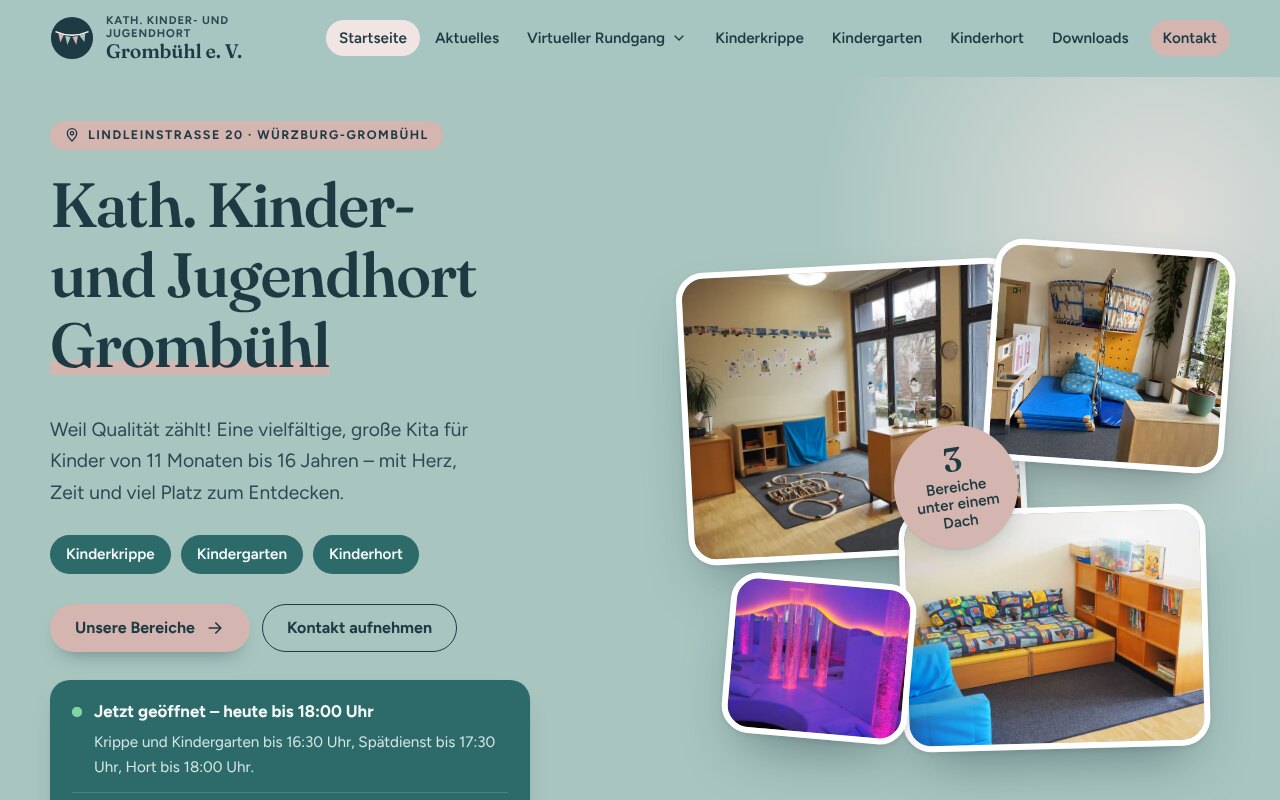 KATH. KINDER- UND
JUGENDHORT
Grombühl e. V.
Startseite
Aktuelles
Virtueller Rundgang
Kinderkrippe
Kindergarten
Kinderhort
Downloads
Kontakt
LINDLEINSTRASSE 20 · WÜRZBURG-GROMBÜHL
Kath. Kinder-
und Jugendhort
Grombühl
Weil Qualität zählt! Eine vielfältige, große Kita für
Kinder von 11 Monaten bis 16 Jahren – mit Herz,
Zeit und viel Platz zum Entdecken.
Kinderkrippe
Kindergarten
Kinderhort
Unsere Bereiche
Kontakt aufnehmen
Jetzt geöffnet – heute bis 18:00 Uhr
Krippe und Kindergarten bis 16:30 Uhr, Spätdienst bis 17:30
Uhr, Hort bis 18:00 Uhr.
3
Bereiche
unter einem
Dach